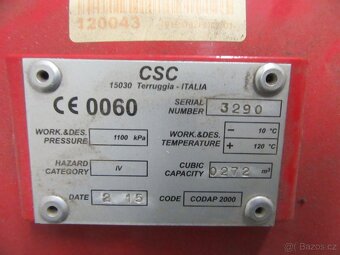 120043
CSC
15030 Terruggia - ITALIA
CE 0060
SERIAL NUMBER 3290
WORK.&DES. PRESSURE 1100 kPa
WORK.&DES. TEMPERATURE - 10 °C
+ 120 °C
HAZARD CATEGORY IV
CUBIC CAPACITY 0272 m³
DATE 2 15
CODE CODAP 2000
bazos.cz